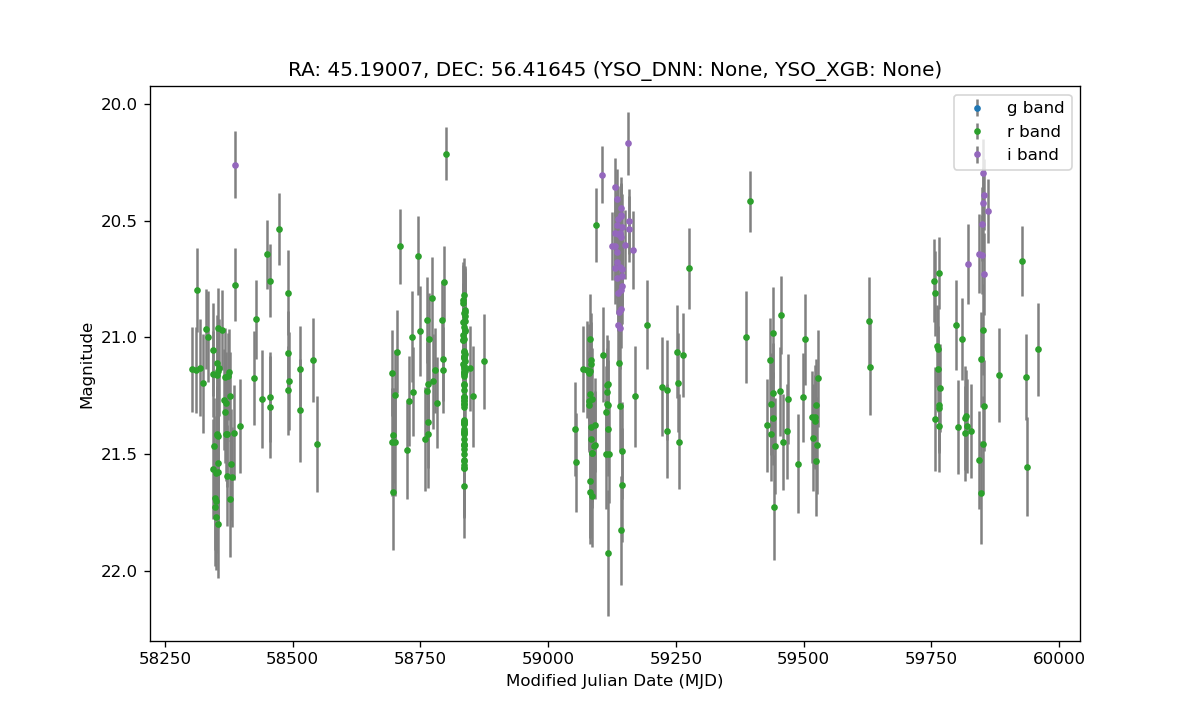 RA: 45.19007, DEC: 56.41645 (YSO_DNN: None, YSO_XGB: None)
g band
r band
i band
Magnitude
20.0
20.5
21.0
21.5
22.0
58250 58500 58750 59000 59250 59500 59750 60000
Modified Julian Date (MJD)